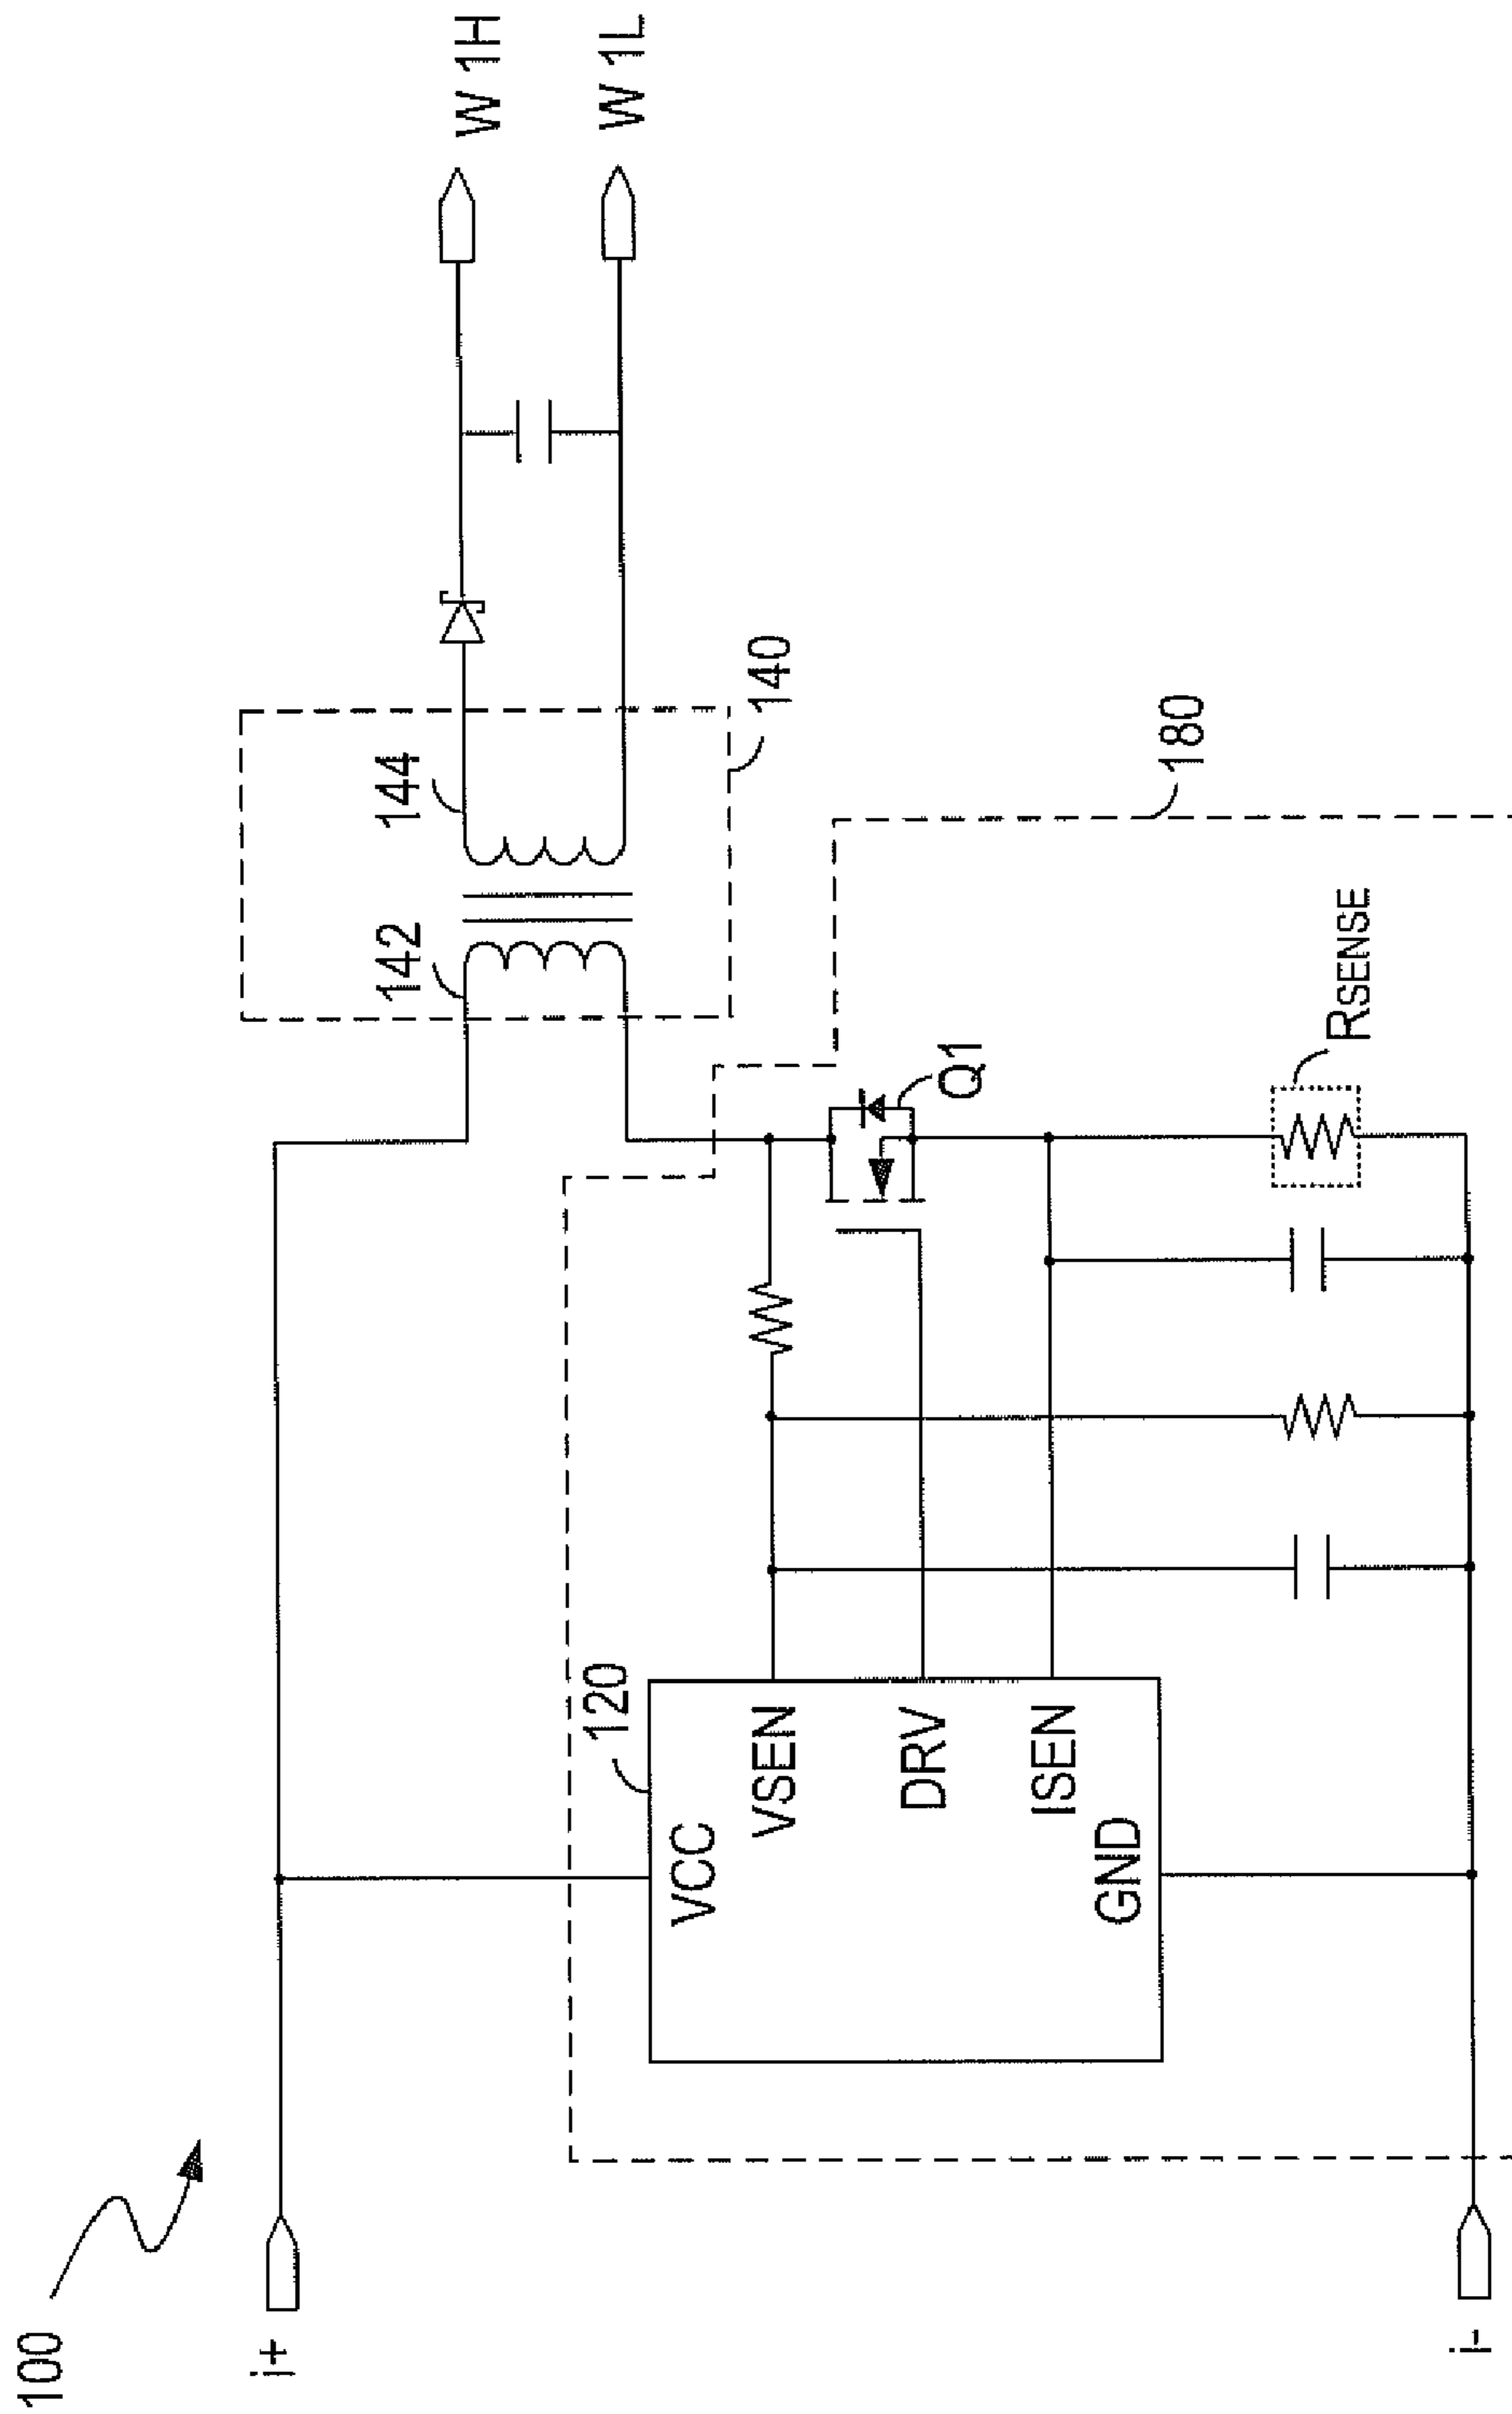 100
i+
i-
120
VCC
VSEN
DRV
ISEN
GND
142
144
140
180
Q1
RSENSE
W 1H
W 1L